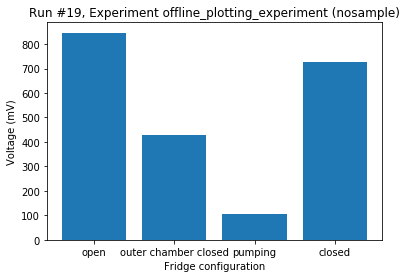 Run #19, Experiment offline_plotting_experiment (nosample)
800
700
600
500
400
300
200
100
0
Voltage (mV)
open outer chamber closed pumping closed
Fridge configuration